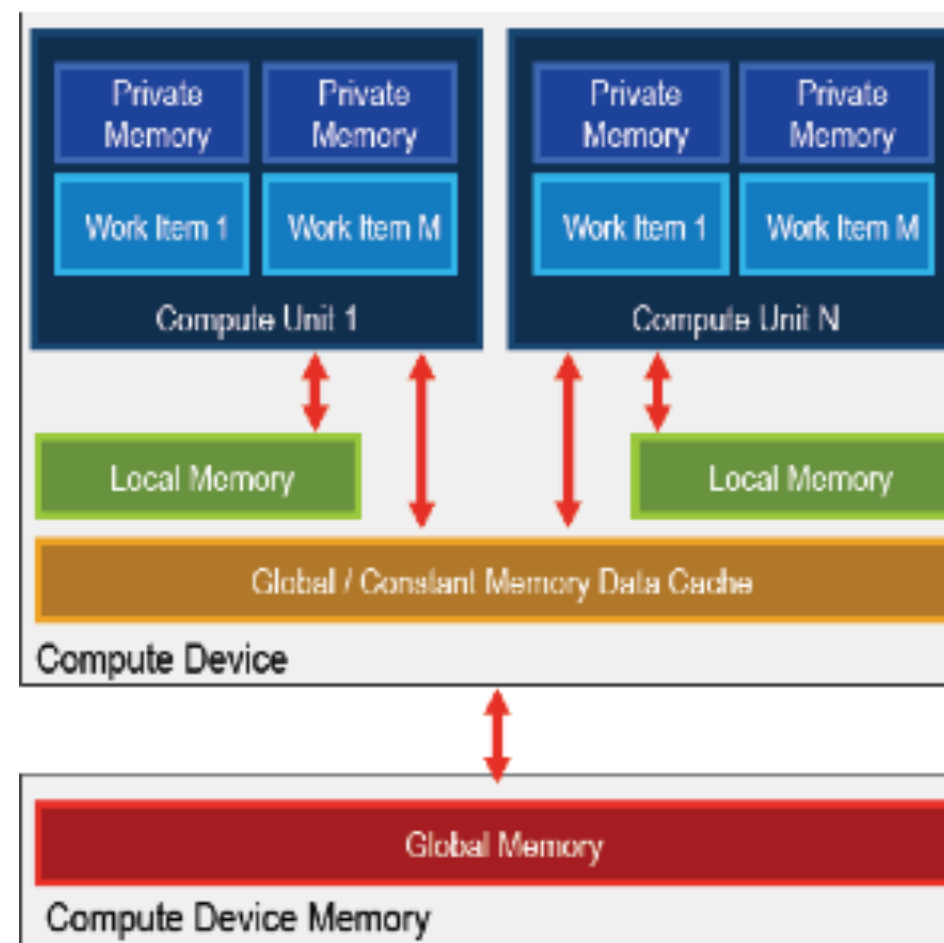 Private
Memory
Private
Memory
Private
Memory
Private
Memory
Work Item 1
Work Item M
Work Item 1
Work Item M
Compute Unit 1
Compute Unit N
Local Memory
Local Memory
Global / Constant Memory Data Cache
Compute Device
Global Memory
Compute Device Memory